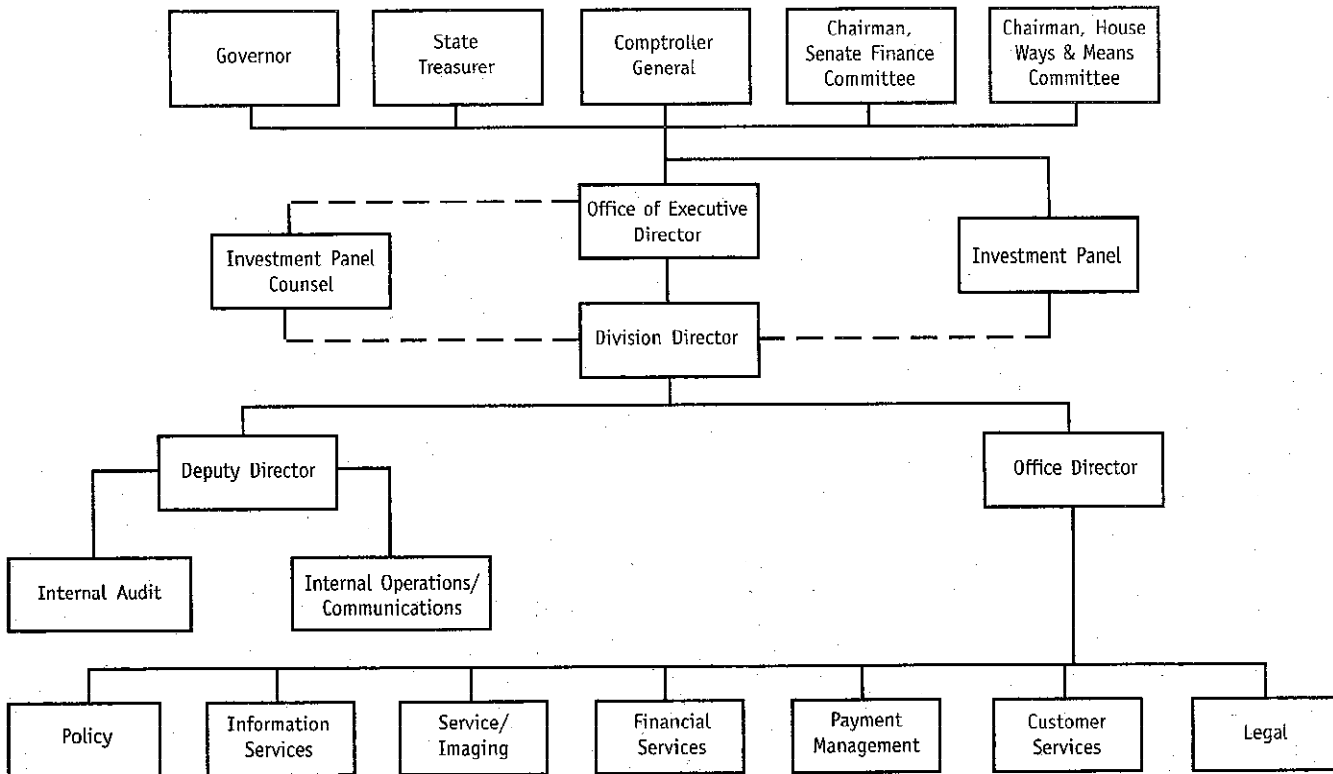 Governor
State
Treasurer
Comptroller
General
Chairman,
Senate Finance
Committee
Chairman, House
Ways & Means
Committee
Office of Executive
Director
Investment Panel
Counsel
Investment Panel
Division Director
Deputy Director
Office Director
Internal Audit
Internal Operations/
Communications
Policy
Information
Services
Service/
Imaging
Financial
Services
Payment
Management
Customer
Services
Legal